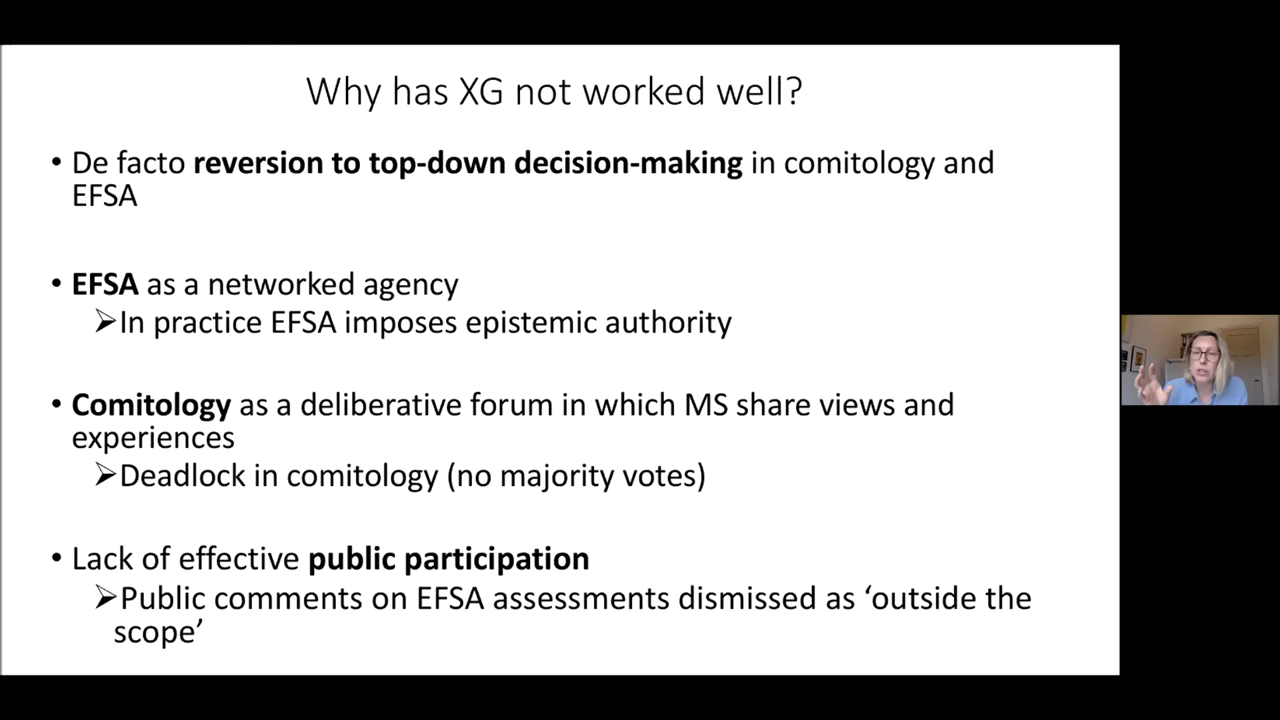 Why has XG not worked well?
• De facto reversion to top-down decision-making in comitology and
EFSA
• EFSA as a networked agency
➢In practice EFSA imposes epistemic authority
• Comitology as a deliberative forum in which MS share views and
experiences
➢Deadlock in comitology (no majority votes)
• Lack of effective public participation
➢Public comments on EFSA assessments dismissed as ‘outside the
scope’